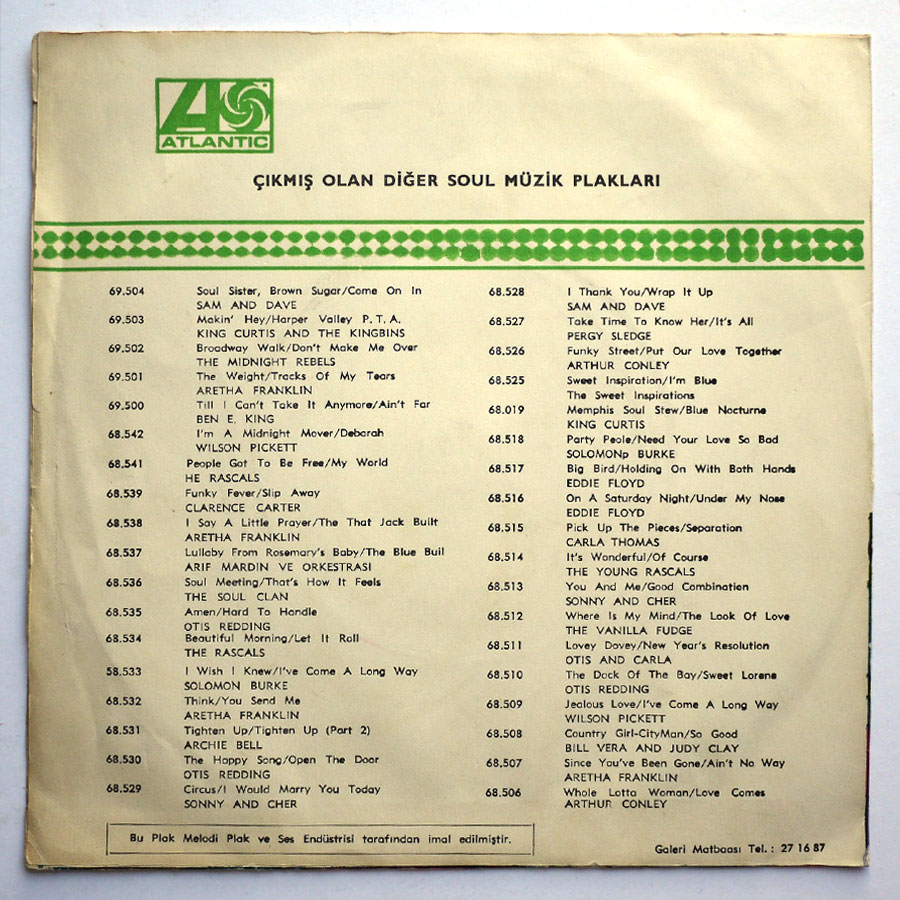 ATLANTIC
ÇIKMIŞ OLAN DİĞER SOUL MÜZİK PLAKLARI
69.504 Soul Sister, Brown Sugar/Come On In
SAM AND DAVE
69.503 Makin' Hey/Harper Valley P.T.A.
KING CURTIS AND THE KINGBINS
69.502 Broadway Walk/Don't Make Me Over
THE MIDNIGHT REBELS
69.501 The Weight/Tracks Of My Tears
ARETHA FRANKLIN
69.500 Till I Can't Take It Anymore/Ain't Far
BEN E. KING
68.542 I'm A Midnight Mover/Deborah
WILSON PICKETT
68.541 People Got To Be Free/My World
HE RASCALS
68.539 Funky Fever/Slip Away
CLARENCE CARTER
68.538 I Say A Little Prayer/The That Jack Built
ARETHA FRANKLIN
68.537 Lullaby From Rosemary's Baby/The Blue Buil
ARIF MARDIN VE ORKESTRASI
68.536 Soul Meeting/That's How It Feels
THE SOUL CLAN
68.535 Amen/Hard To Handle
OTIS REDDING
68.534 Beautiful Morning/Let It Roll
THE RASCALS
58.533 I Wish I Knew/I've Come A Long Way
SOLOMON BURKE
68.532 Think/You Send Me
ARETHA FRANKLIN
68.531 Tighten Up/Tighten Up (Part 2)
ARCHIE BELL
68.530 The Happy Song/Open The Door
OTIS REDDING
68.529 Circus/I Would Marry You Today
SONNY AND CHER
68.528 I Thank You/Wrap It Up
SAM AND DAVE
68.527 Take Time To Know Her/It's All
PERGY SLEDGE
68.526 Funky Street/Put Our Love Together
ARTHUR CONLEY
68.525 Sweet Inspiration/I'm Blue
The Sweet Inspirations
68.019 Memphis Soul Stew/Blue Nocturne
KING CURTIS
68.518 Party Peole/Need Your Love So Bad
SOLOMONp BURKE
68.517 Big Bird/Holding On With Both Hands
EDDIE FLOYD
68.516 On A Saturday Night/Under My Nose
EDDIE FLOYD
68.515 Pick Up The Pieces/Separation
CARLA THOMAS
68.514 It's Wonderful/Of Course
THE YOUNG RASCALS
68.513 You And Me/Good Combination
SONNY AND CHER
68.512 Where Is My Mind/The Look Of Love
THE VANILLA FUDGE
68.511 Lovey Dovey/New Year's Resolution
OTIS AND CARLA
68.510 The Dock Of The Bay/Sweet Lorene
OTIS REDDING
68.509 Jealous Love/I've Come A Long Way
WILSON PICKETT
68.508 Country Girl-CityMan/So Good
BILL VERA AND JUDY CLAY
68.507 Since You've Been Gone/Ain't No Way
ARETHA FRANKLIN
68.506 Whole Lotta Woman/Love Comes
ARTHUR CONLEY
Bu Plak Melodi Plak ve Ses Endüstrisi tarafından imal edilmiştir.
Galeri Matbaası Tel.: 27 16 87